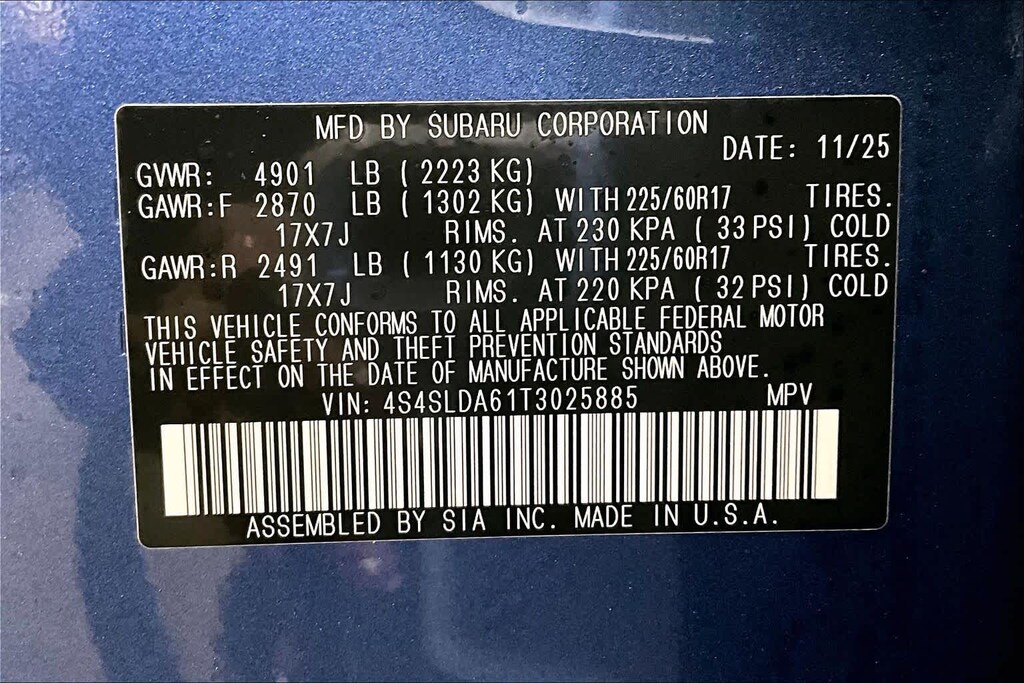 MFD BY SUBARU CORPORATION
DATE: 11/25
GVWR: 4901 LB ( 2223 KG)
GAWR:F 2870 LB ( 1302 KG) WITH 225/60R17 TIRES.
17X7J RIMS. AT 230 KPA ( 33 PSI) COLD
GAWR:R 2491 LB ( 1130 KG) WITH 225/60R17 TIRES.
17X7J RIMS. AT 220 KPA ( 32 PSI) COLD
THIS VEHICLE CONFORMS TO ALL APPLICABLE FEDERAL MOTOR
VEHICLE SAFETY AND THEFT PREVENTION STANDARDS
IN EFFECT ON THE DATE OF MANUFACTURE SHOWN ABOVE.
VIN: 4S4SLDA61T3025885 MPV
ASSEMBLED BY SIA INC. MADE IN U.S.A.